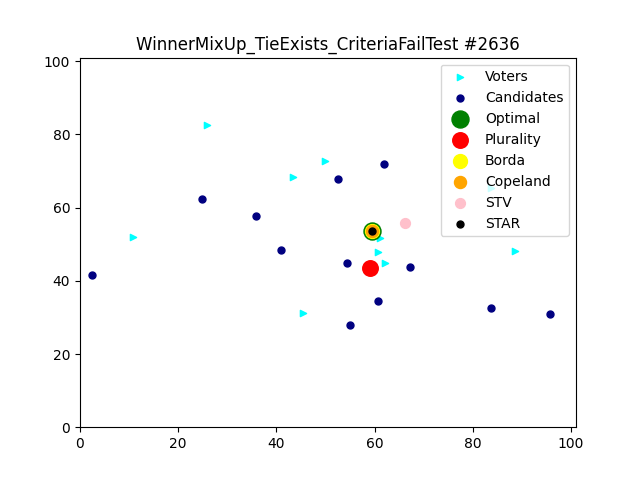 WinnerMixUp_TieExists_CriteriaFailTest #2636
100
80
60
40
20
0
0 20 40 60 80 100
Voters
Candidates
Optimal
Plurality
Borda
Copeland
STV
STAR